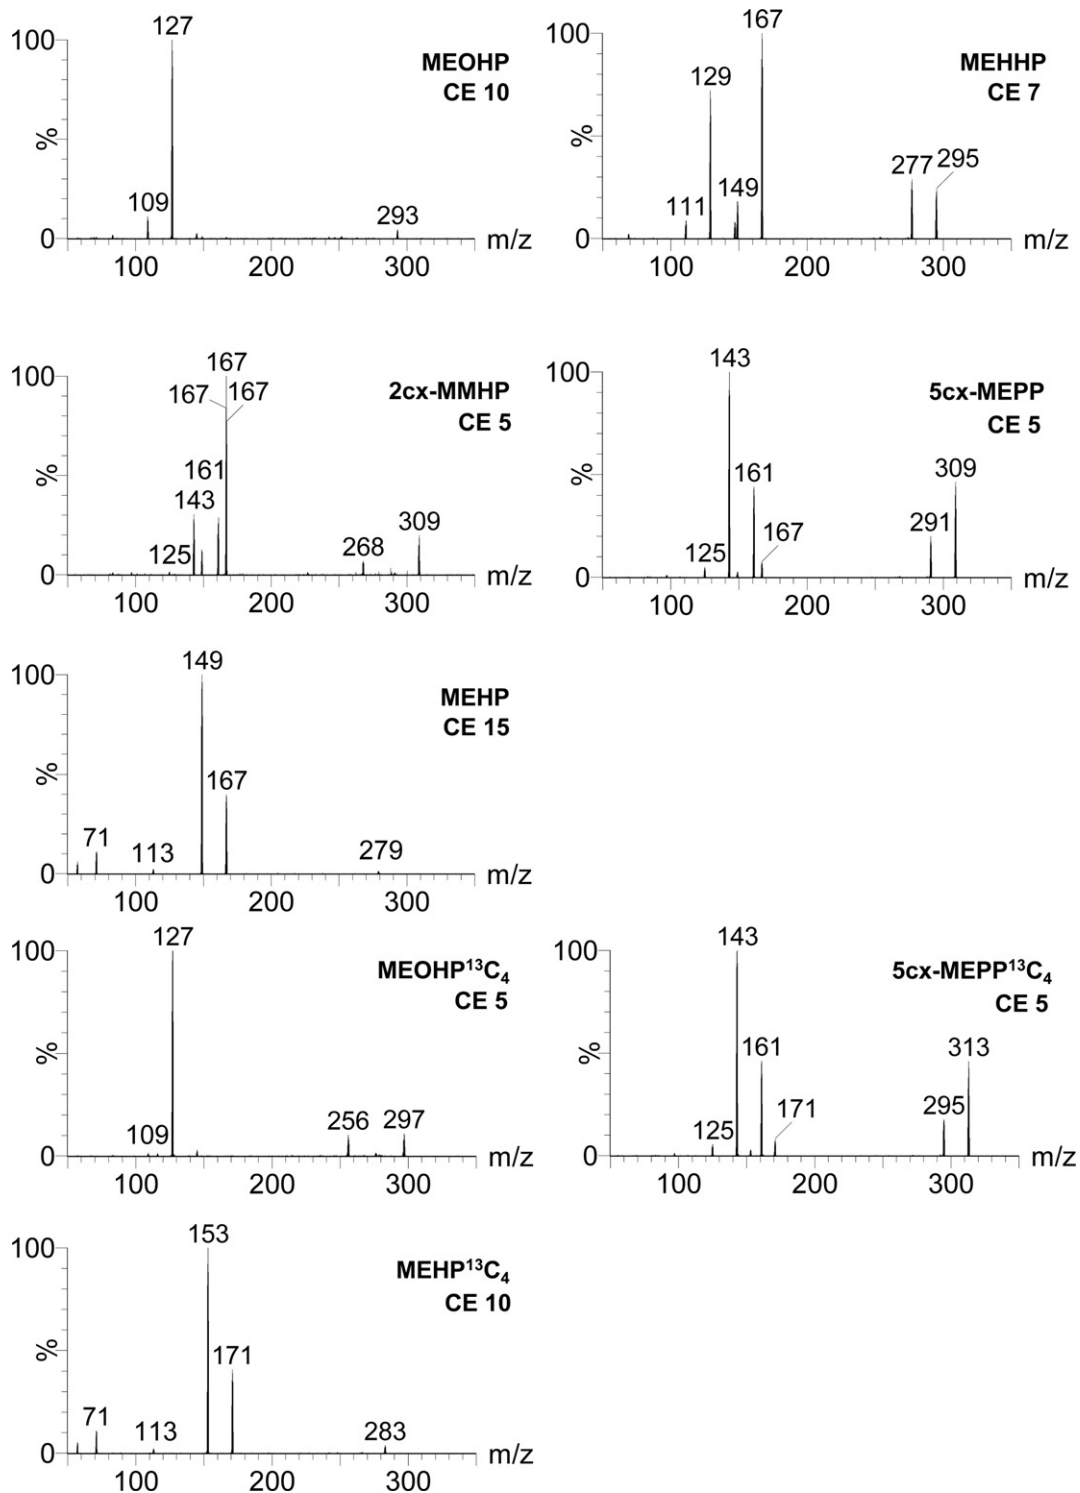 127
100
MEOHP
CE 10
%
109
293
0
m/z
100 200 300
167
100
MEHHP
CE 7
129
%
277 295
149
111
0
m/z
100 200 300
167
100
2cx-MMHP
CE 5
167 167
%
161
143
309
125
268
0
m/z
100 200 300
143
100
5cx-MEPP
CE 5
%
161
309
291
167
125
0
m/z
100 200 300
149
100
MEHP
CE 15
%
167
71
113
279
0
m/z
100 200 300
127
100
MEOHP¹³C₄
CE 5
%
256 297
109
0
m/z
100 200 300
143
100
5cx-MEPP¹³C₄
CE 5
%
161
313
295
171
125
0
m/z
100 200 300
153
100
MEHP¹³C₄
CE 10
%
171
71
113
283
0
m/z
100 200 300